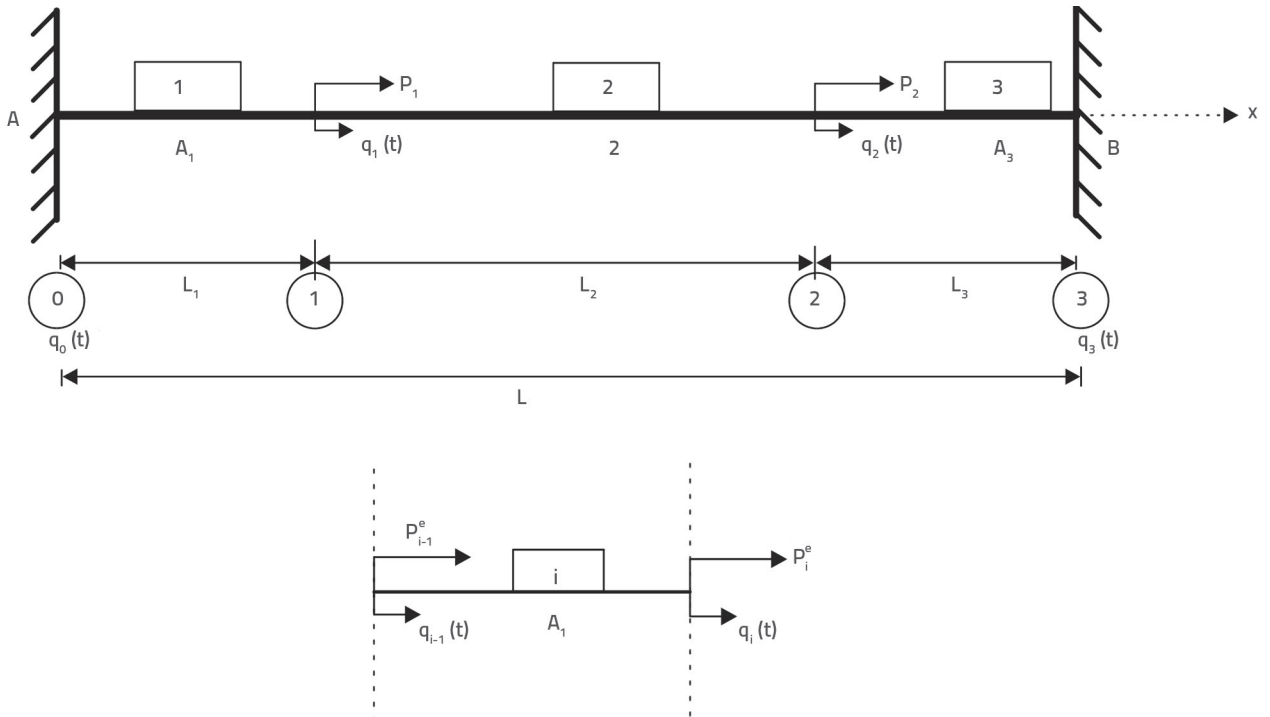 1 P₁ 2 P₂ 3
A x
q₁ (t) q₂ (t)
A₁ 2 A₃ B
L₁ L₂ L₃
0 1 2 3
q₀ (t) q₃ (t)
L
Pᵉᵢ₋₁ Pᵉᵢ
i
qᵢ₋₁ (t) A₁ qᵢ (t)